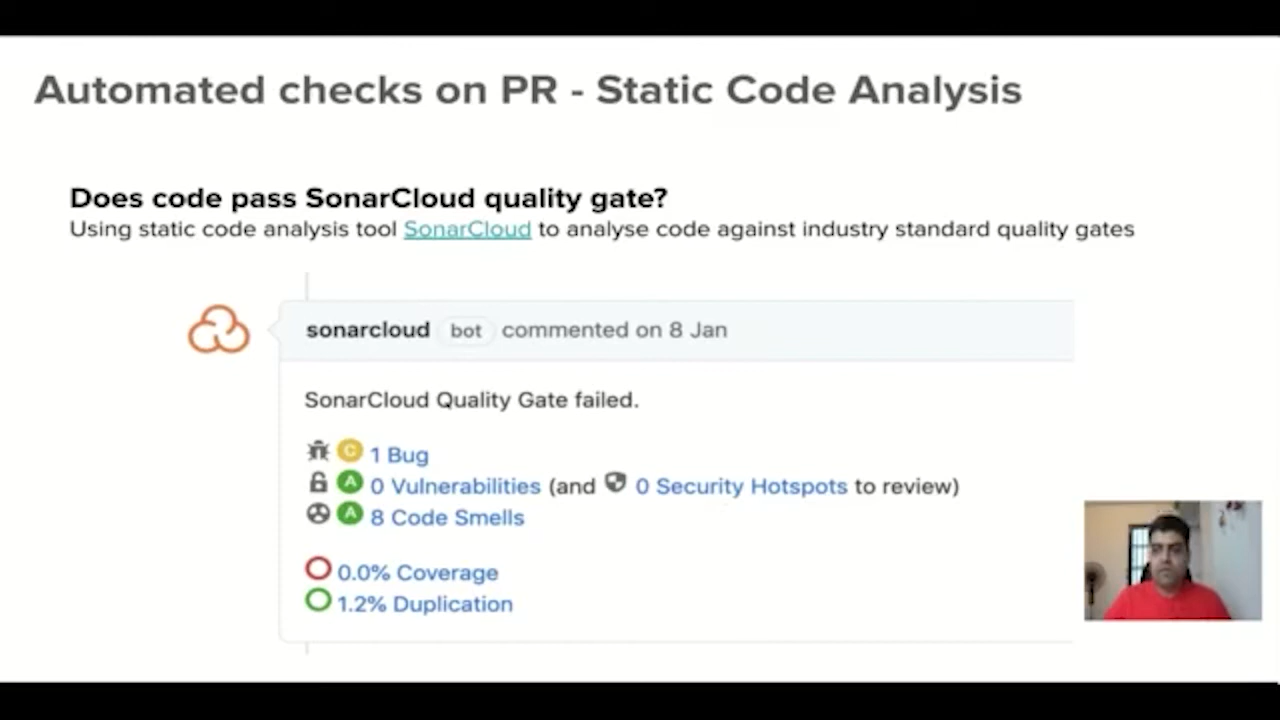 Automated checks on PR - Static Code Analysis
Does code pass SonarCloud quality gate?
Using static code analysis tool SonarCloud to analyse code against industry standard quality gates
sonarcloud bot commented on 8 Jan
SonarCloud Quality Gate failed.
C 1 Bug
A 0 Vulnerabilities (and 0 Security Hotspots to review)
A 8 Code Smells
0.0% Coverage
1.2% Duplication